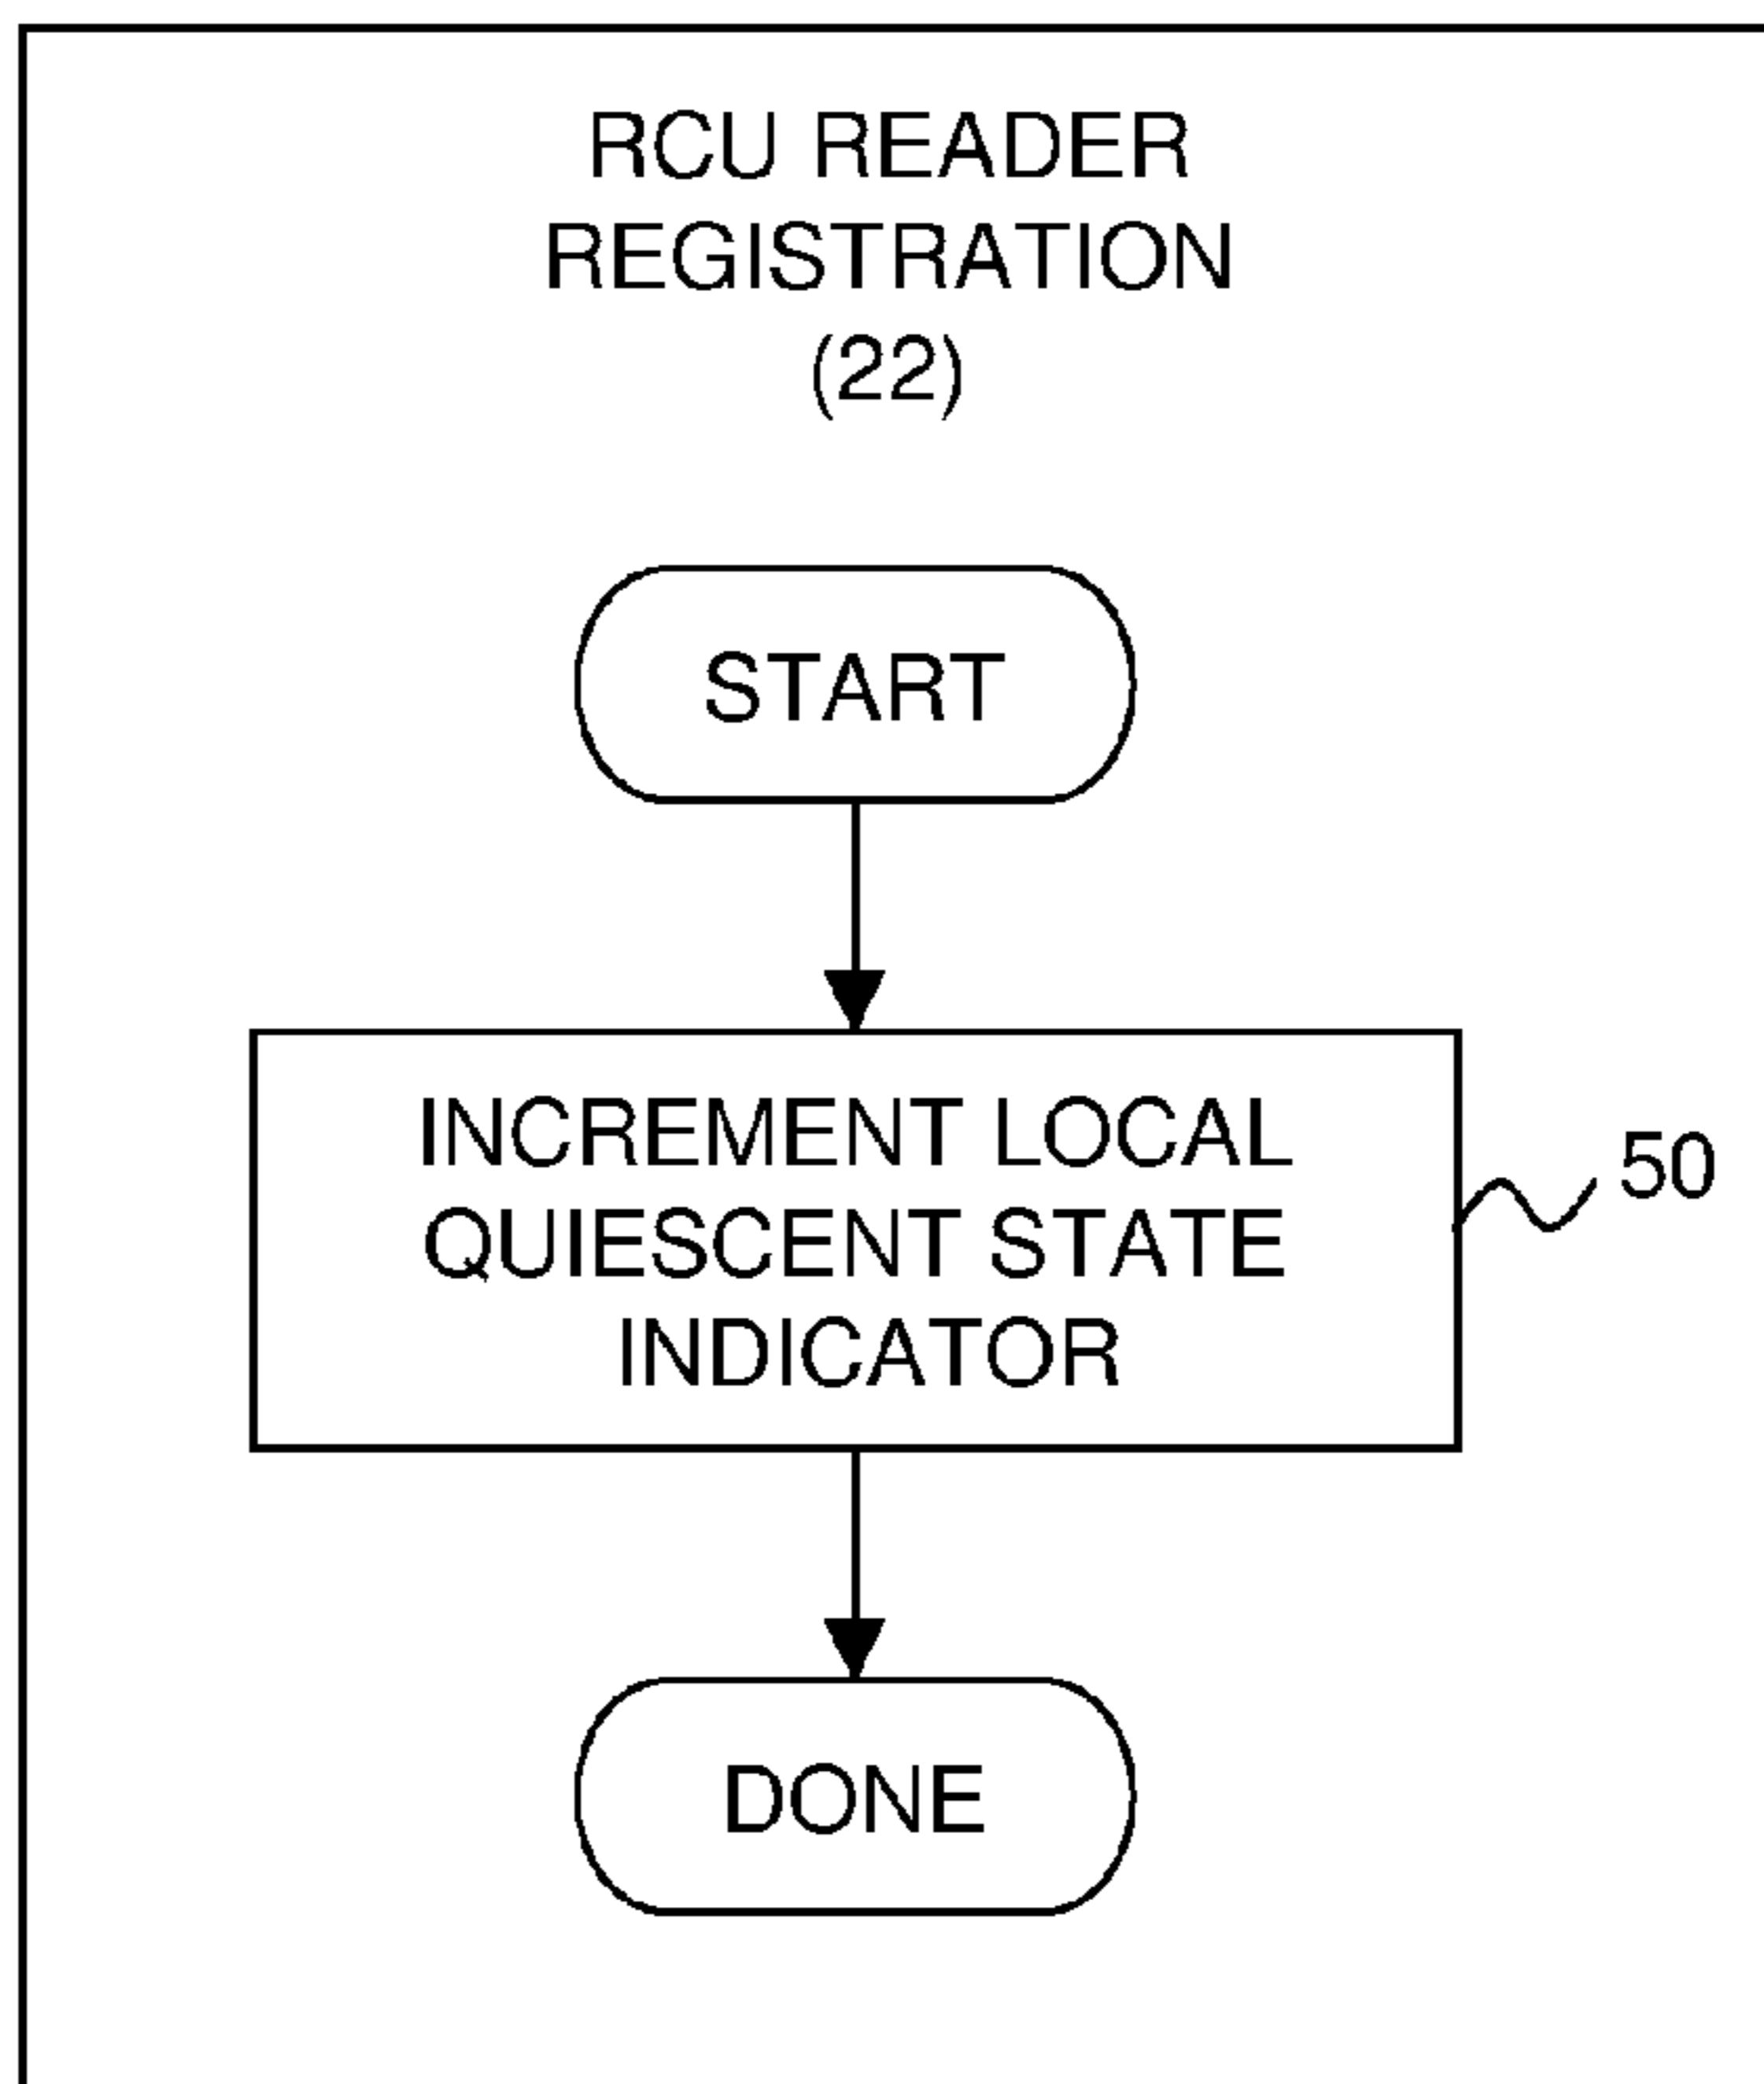 RCU READER
REGISTRATION
(22)
START
INCREMENT LOCAL
QUIESCENT STATE
INDICATOR
50
DONE